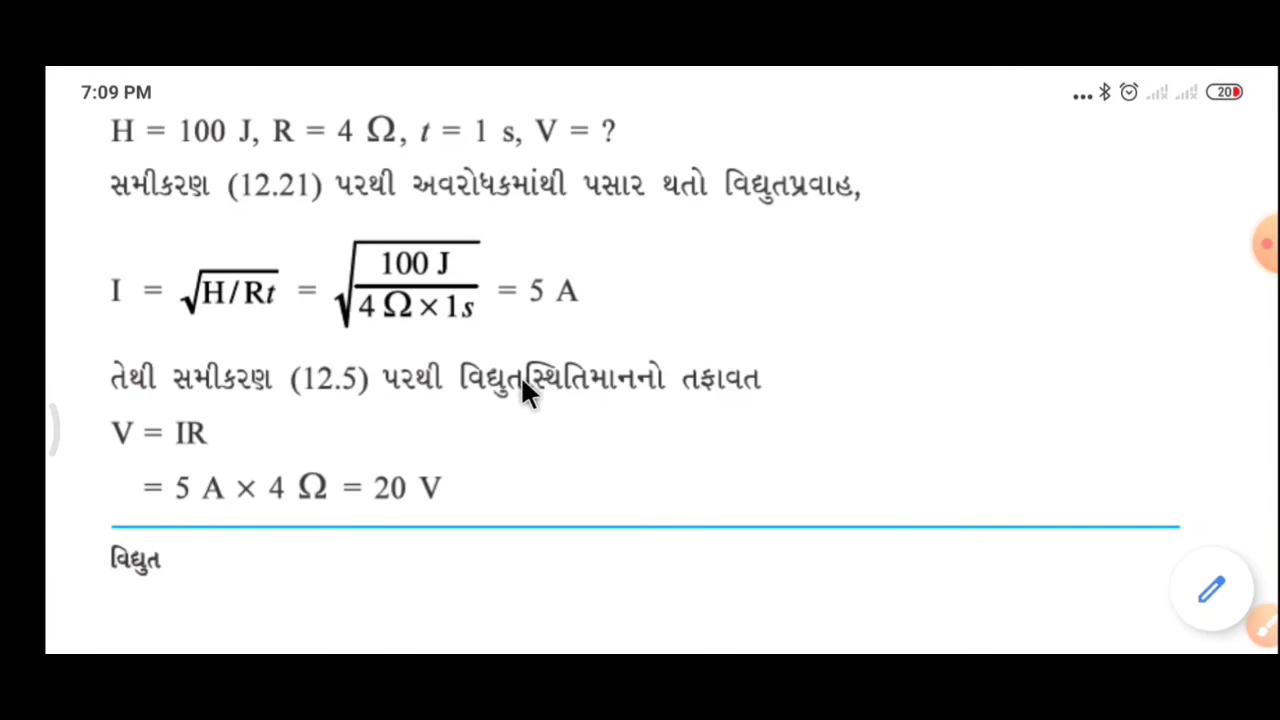 7:09 PM
20
H = 100 J, R = 4 Ω, t = 1 s, V = ?
સમીકરણ (12.21) પરથી અવરોધકમાંથી પસાર થતો વિદ્યુતપ્રવાહ,
I = √H/Rt = √100 J / 4 Ω × 1s = 5 A
તેથી સમીકરણ (12.5) પરથી વિદ્યુતસ્થિતિમાનનો તફાવત
V = IR
= 5 A × 4 Ω = 20 V
વિદ્યુત